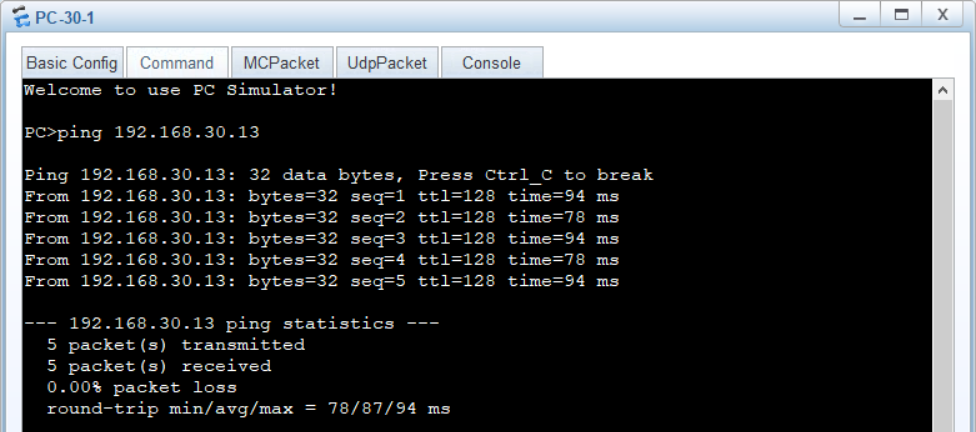 PC-30-1
Basic Config Command MCPacket UdpPacket Console
Welcome to use PC Simulator!
PC>ping 192.168.30.13
Ping 192.168.30.13: 32 data bytes, Press Ctrl_C to break
From 192.168.30.13: bytes=32 seq=1 ttl=128 time=94 ms
From 192.168.30.13: bytes=32 seq=2 ttl=128 time=78 ms
From 192.168.30.13: bytes=32 seq=3 ttl=128 time=94 ms
From 192.168.30.13: bytes=32 seq=4 ttl=128 time=78 ms
From 192.168.30.13: bytes=32 seq=5 ttl=128 time=94 ms
--- 192.168.30.13 ping statistics ---
5 packet(s) transmitted
5 packet(s) received
0.00% packet loss
round-trip min/avg/max = 78/87/94 ms